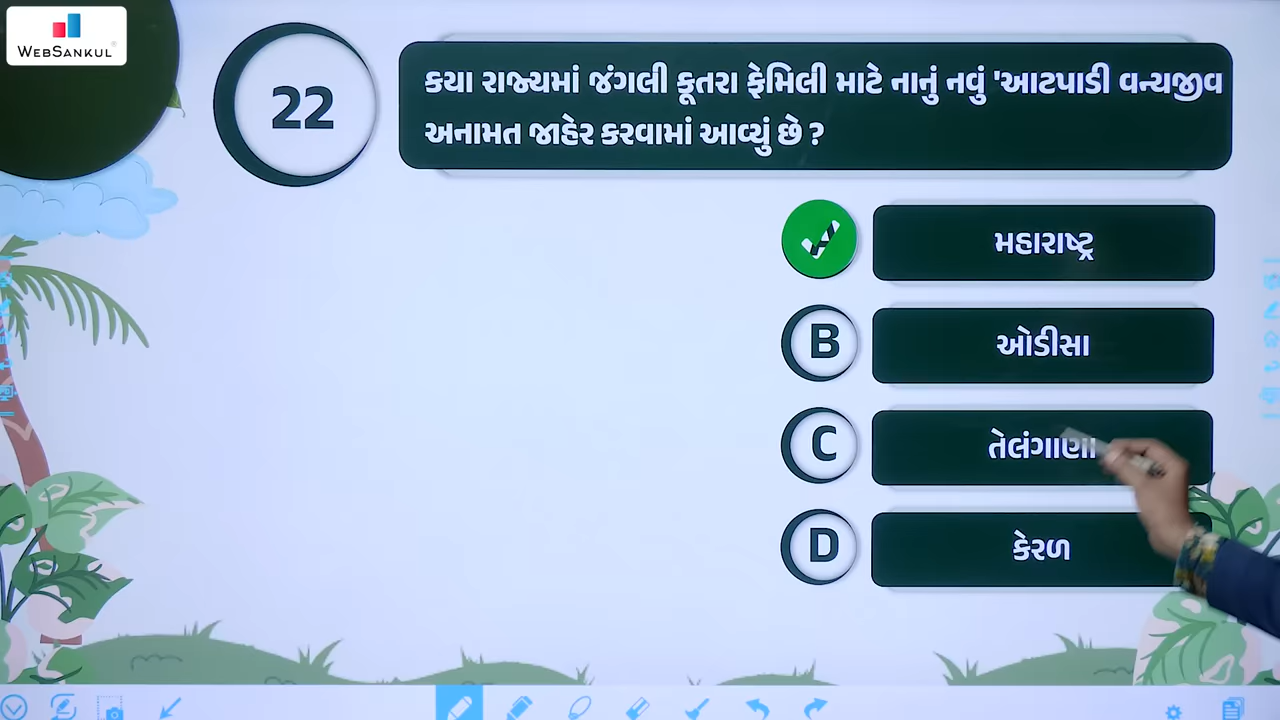 WEBSANKUL
22
કયા રાજ્યમાં જંગલી કૂતરા ફેમિલી માટે નાનું નવું 'આટપાડી વન્યજીવ
અનામત જાહેર કરવામાં આવ્યું છે ?
મહારાષ્ટ્ર
B
ઓડીસા
C
તેલંગાણા
D
કેરળ